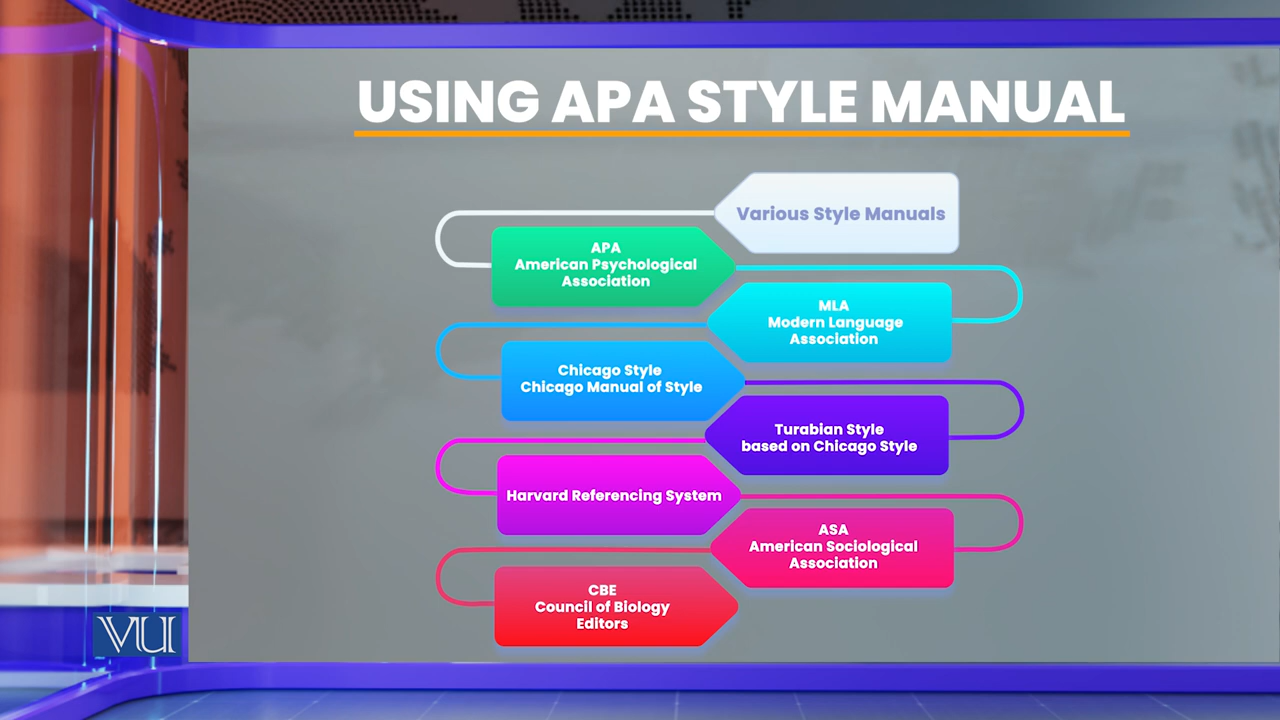 USING APA STYLE MANUAL
Various Style Manuals
APA
American Psychological
Association
MLA
Modern Language
Association
Chicago Style
Chicago Manual of Style
Turabian Style
based on Chicago Style
Harvard Referencing System
ASA
American Sociological
Association
CBE
Council of Biology
Editors
VU